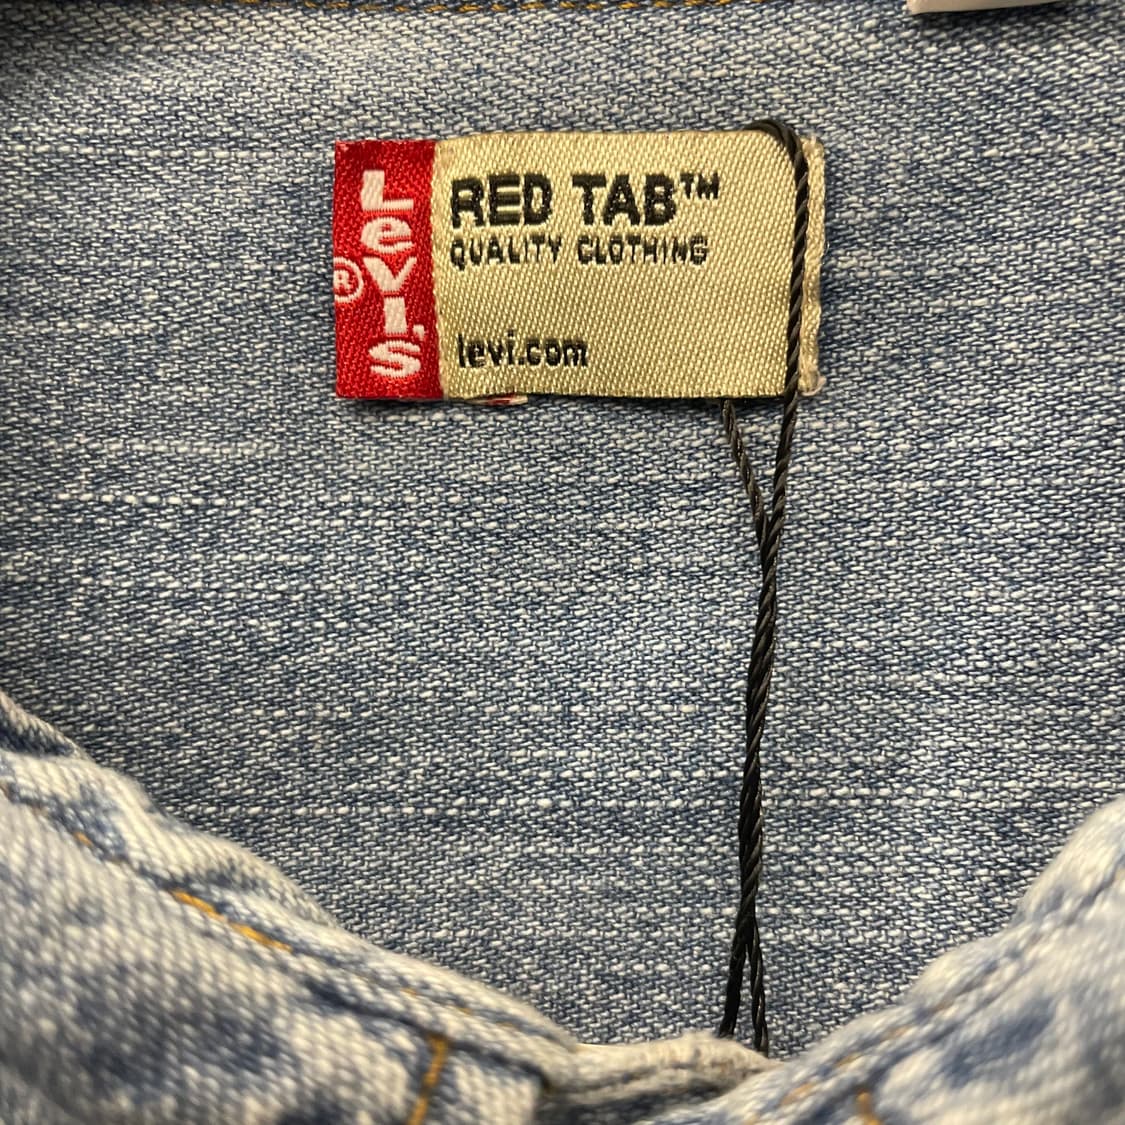 Levi's®
RED TAB™
QUALITY CLOTHING
levi.com